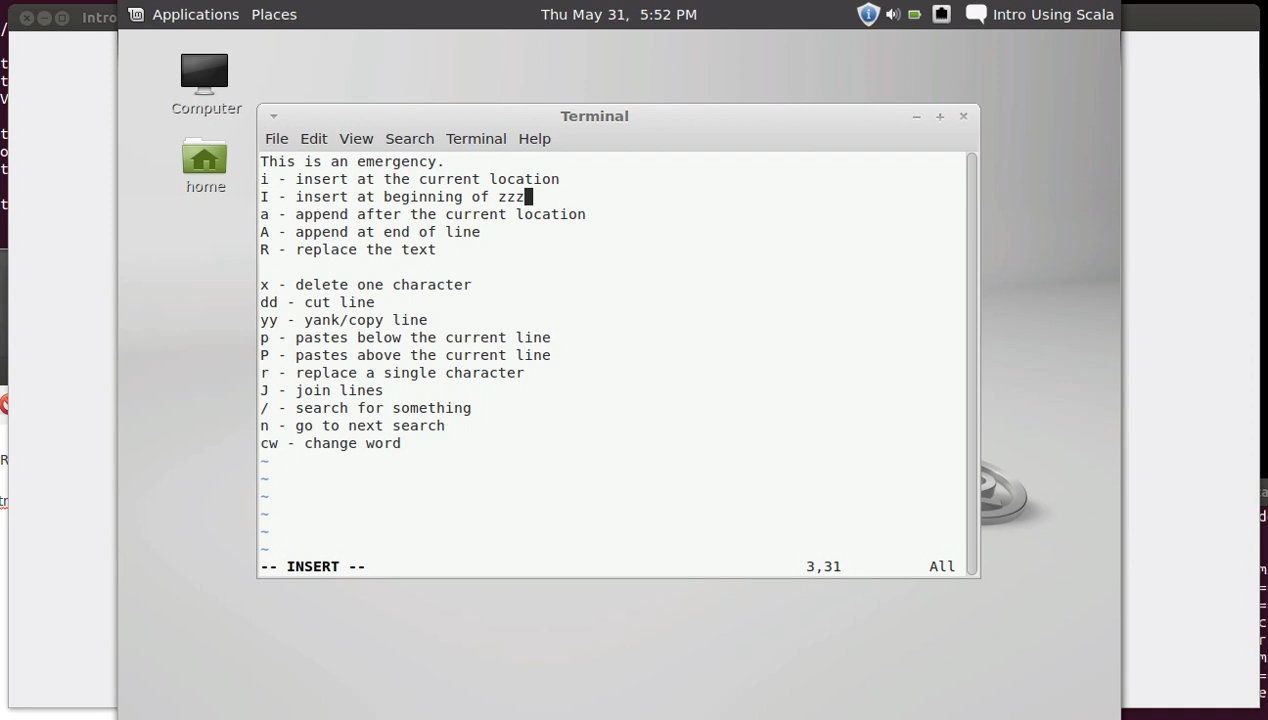 Intro
Applications Places Thu May 31, 5:52 PM Intro Using Scala
Computer
home
Terminal
File Edit View Search Terminal Help
This is an emergency.
i - insert at the current location
I - insert at beginning of zzz
a - append after the current location
A - append at end of line
R - replace the text
x - delete one character
dd - cut line
yy - yank/copy line
p - pastes below the current line
P - pastes above the current line
r - replace a single character
J - join lines
/ - search for something
n - go to next search
cw - change word
~
~
~
~
~
~
-- INSERT -- 3,31 All